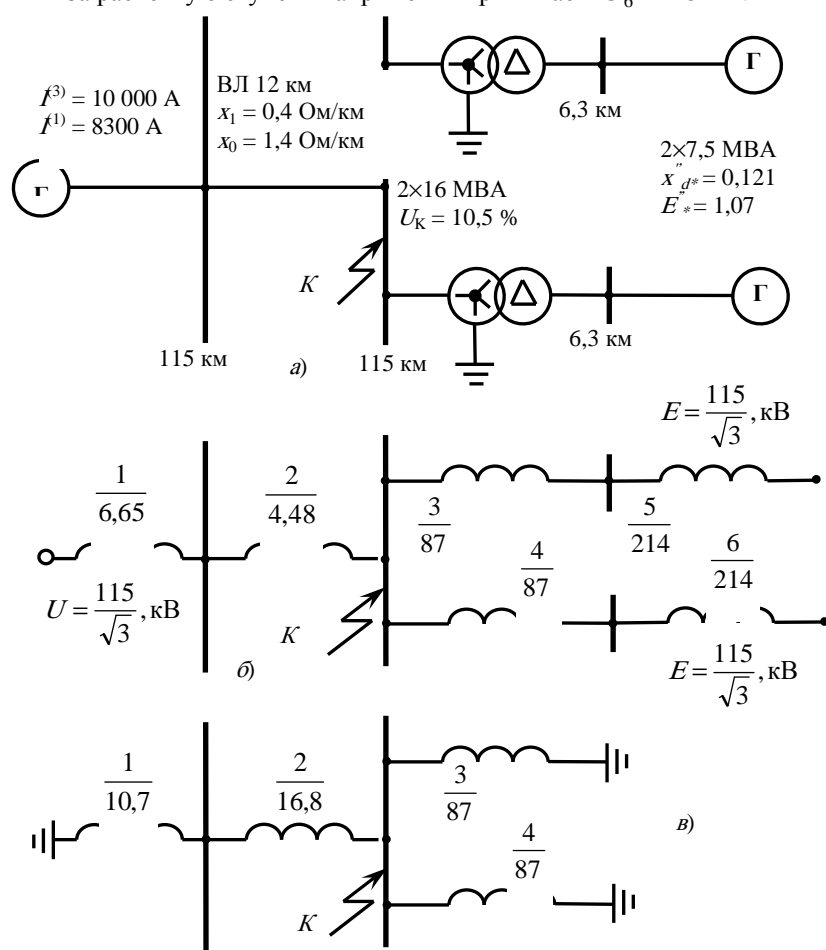 Г
6,3 км
I(3) = 10 000 А
I(1) = 8300 А
ВЛ 12 км
x1 = 0,4 Ом/км
x0 = 1,4 Ом/км
2×7,5 МВА
x"d* = 0,121
E"* = 1,07
Г
2×16 МВА
UК = 10,5 %
К
Г
6,3 км
115 км
а)
115 км
E = 115/√3, кВ
1/6,65
2/4,48
3/87
5/214
4/87
6/214
U = 115/√3, кВ
К
б)
E = 115/√3, кВ
1/10,7
2/16,8
3/87
4/87
в)
К